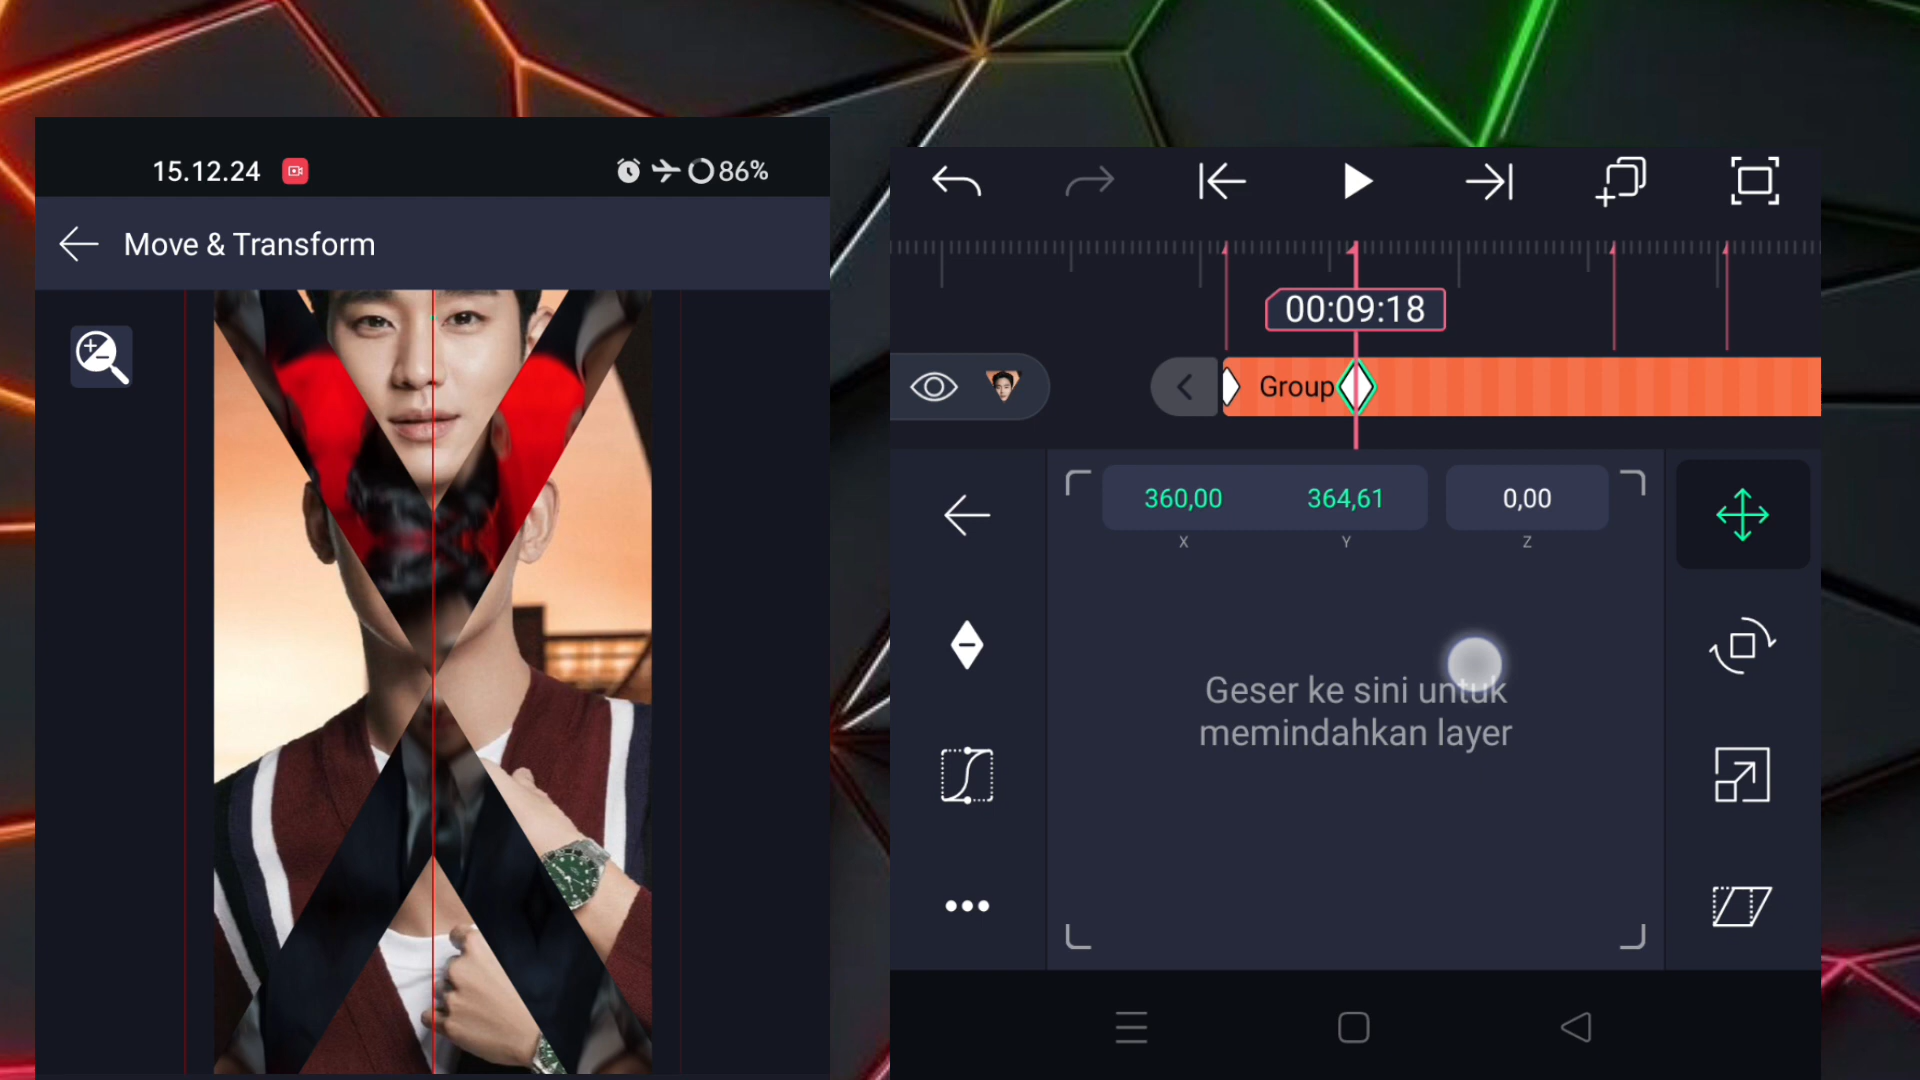 15.12.24
86%
Move & Transform
00:09:18
Group
360,00 364,61 0,00
X Y Z
Geser ke sini untuk
memindahkan layer